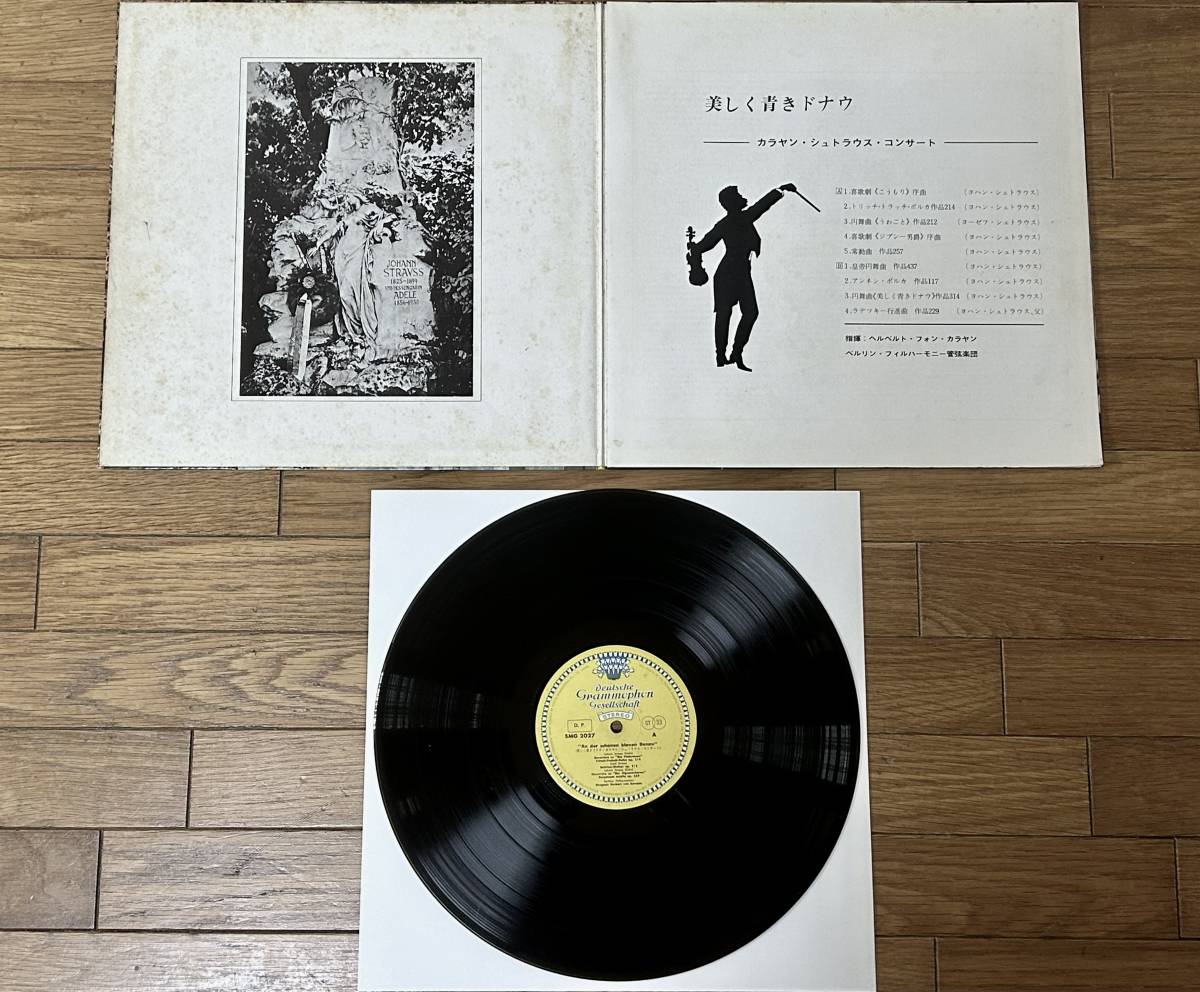 JOHANN
STRAVSS
1825-1899
ADELE
1856-1930
美しく青きドナウ
カラヤン・シュトラウス・コンサート
A 1.喜歌劇《こうもり》序曲 (ヨハン・シュトラウス)
2.トリッチ・トラッチ・ポルカ作品214 (ヨハン・シュトラウス)
3.円舞曲《うわごと》作品212 (ヨーゼフ・シュトラウス)
4.喜歌劇《ジプシー男爵》序曲 (ヨハン・シュトラウス)
5.常動曲 作品257 (ヨハン・シュトラウス)
B 1.皇帝円舞曲 作品437 (ヨハン・シュトラウス)
2.アンネン・ポルカ 作品117 (ヨハン・シュトラウス)
3.円舞曲《美しく青きドナウ》作品314 (ヨハン・シュトラウス)
4.ラデツキー行進曲 作品229 (ヨハン・シュトラウス、父)
指揮:ヘルベルト・フォン・カラヤン
ベルリン・フィルハーモニー管弦楽団
Deutsche
Grammophon
Gesellschaft
STEREO
D. P.
ST 33
SMG 2027
A
"An der schönen blauen Donau"